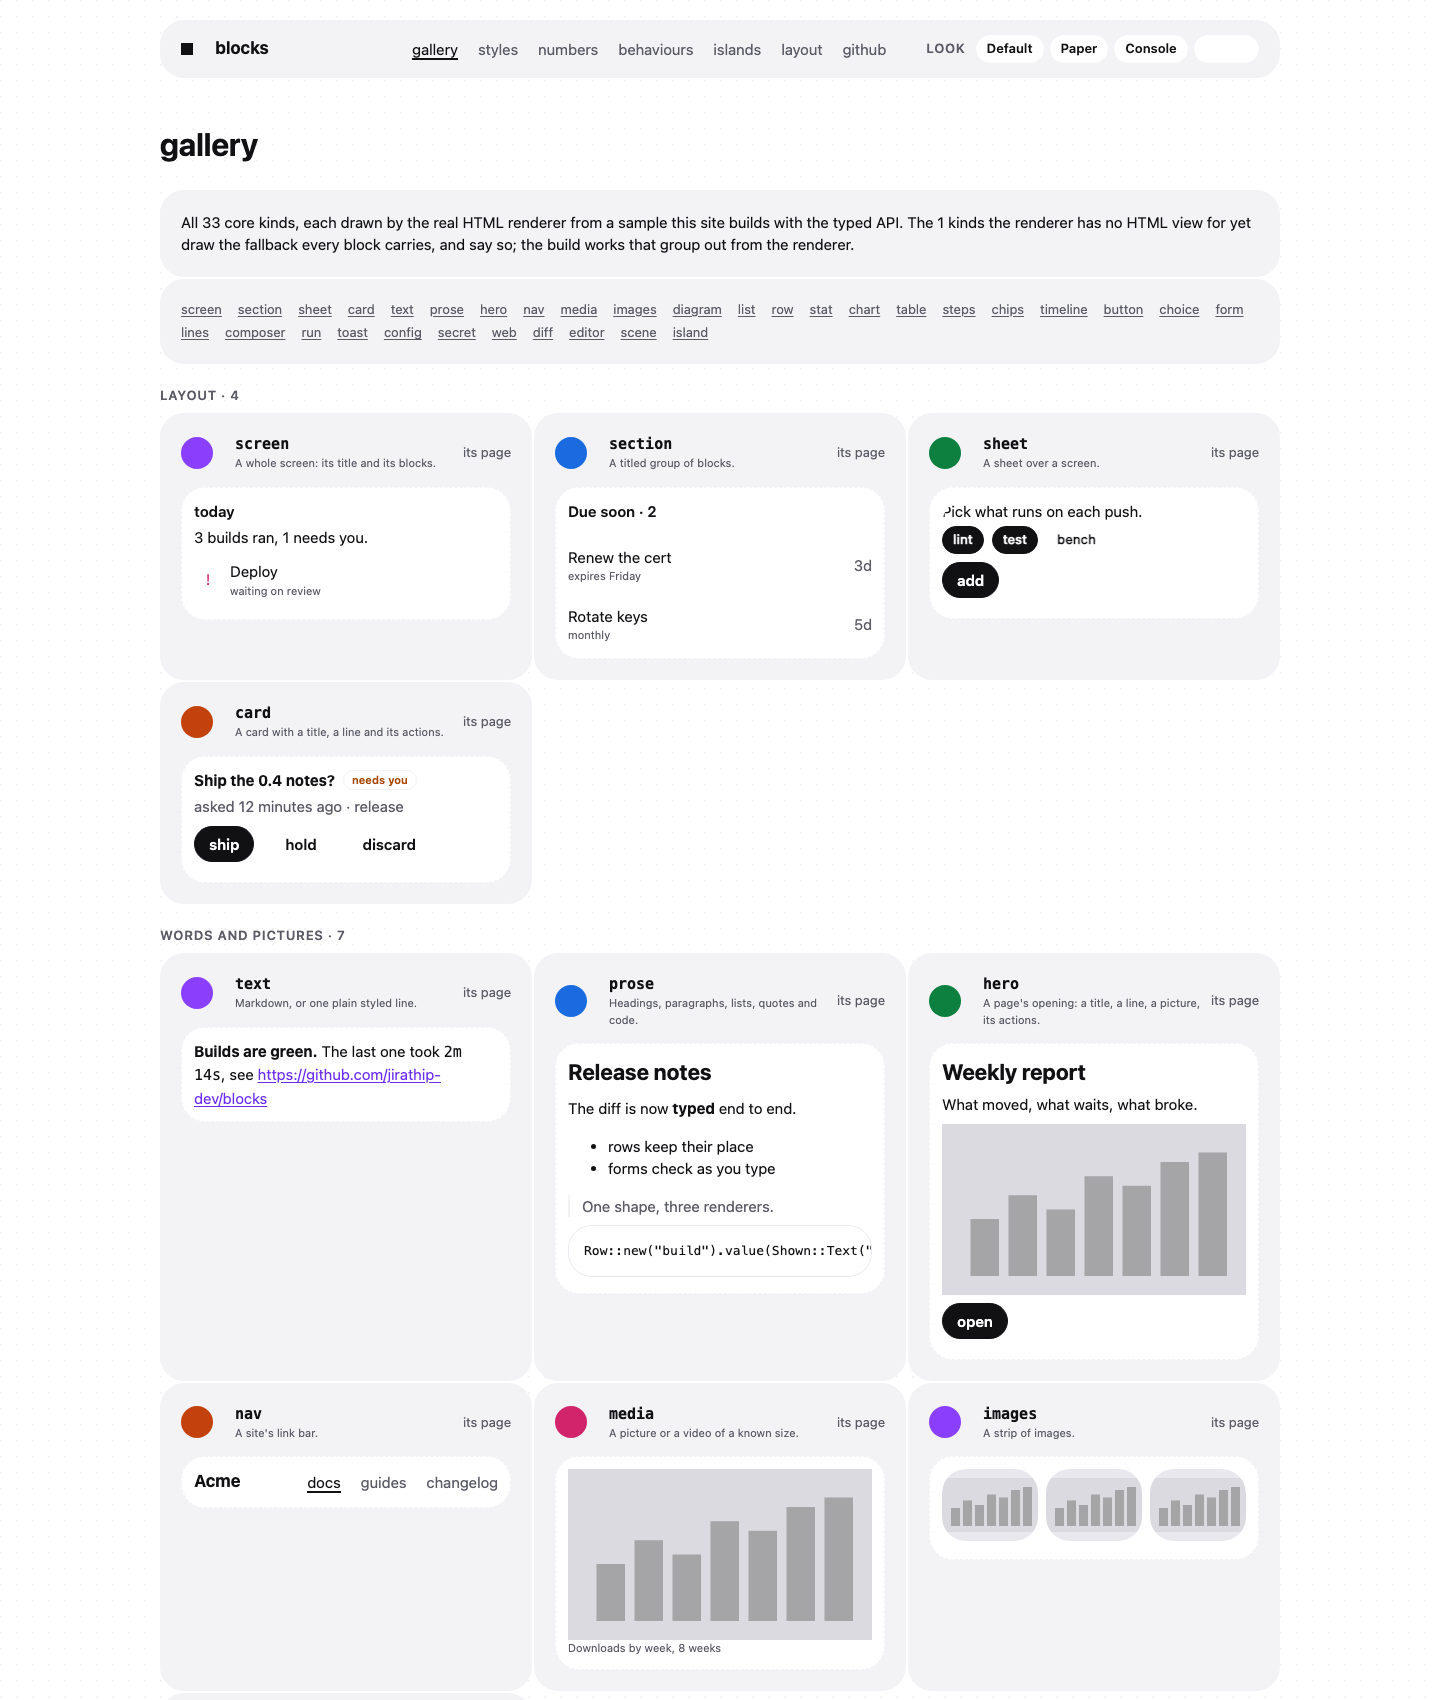 blocks
gallery styles numbers behaviours islands layout github
LOOK Default Paper Console
gallery
All 33 core kinds, each drawn by the real HTML renderer from a sample this site builds with the typed API. The 1 kinds the renderer has no HTML view for yet
draw the fallback every block carries, and say so; the build works that group out from the renderer.
screen section sheet card text prose hero nav media images diagram list row stat chart table steps chips timeline button choice form
lines composer run toast config secret web diff editor scene island
LAYOUT · 4
screen
A whole screen: its title and its blocks.
its page
today
3 builds ran, 1 needs you.
!
Deploy
waiting on review
section
A titled group of blocks.
its page
Due soon · 2
Renew the cert
expires Friday
3d
Rotate keys
monthly
5d
sheet
A sheet over a screen.
its page
Pick what runs on each push.
lint test bench
add
card
A card with a title, a line and its actions.
its page
Ship the 0.4 notes? needs you
asked 12 minutes ago · release
ship hold discard
WORDS AND PICTURES · 7
text
Markdown, or one plain styled line.
its page
Builds are green. The last one took 2m
14s, see https://github.com/jirathip-
dev/blocks
prose
Headings, paragraphs, lists, quotes and
code.
its page
Release notes
The diff is now typed end to end.
• rows keep their place
• forms check as you type
One shape, three renderers.
Row::new("build").value(Shown::Text("
hero
A page's opening: a title, a line, a picture,
its actions.
its page
Weekly report
What moved, what waits, what broke.
open
nav
A site's link bar.
its page
Acme docs guides changelog
media
A picture or a video of a known size.
its page
Downloads by week, 8 weeks
images
A strip of images.
its page